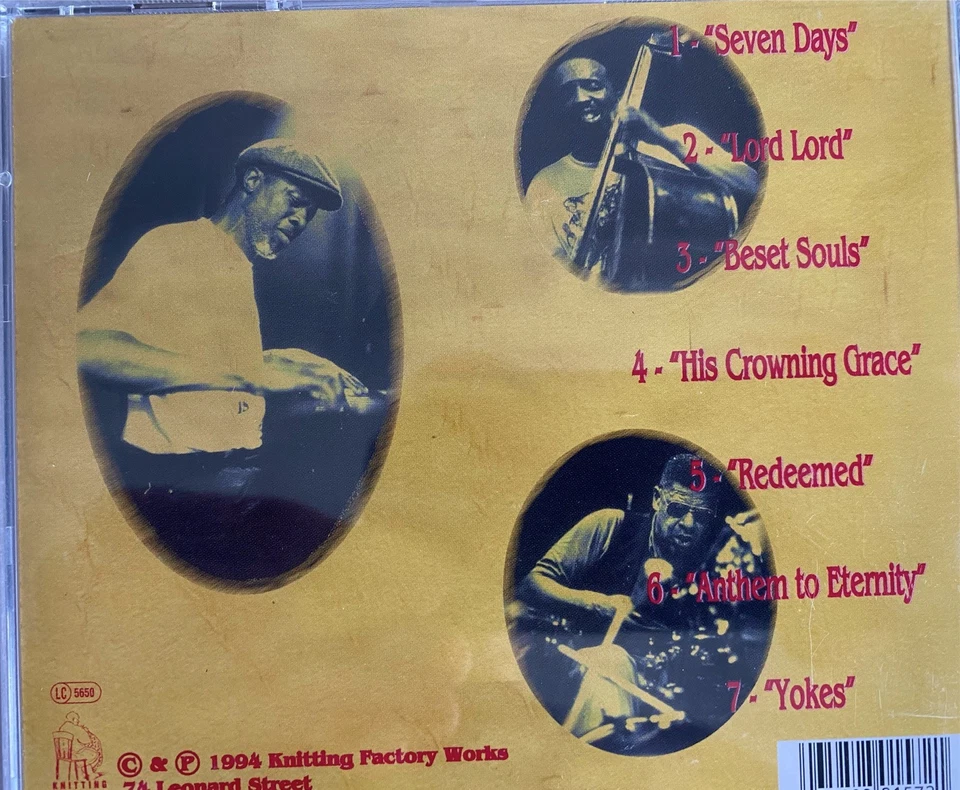 1 - "Seven Days"
2 - "Lord Lord"
3 - "Beset Souls"
4 - "His Crowning Grace"
5 - "Redeemed"
6 - "Anthem to Eternity"
7 - "Yokes"
LC 5650
KNITTING
© & ℗ 1994 Knitting Factory Works
74 Leonard Street